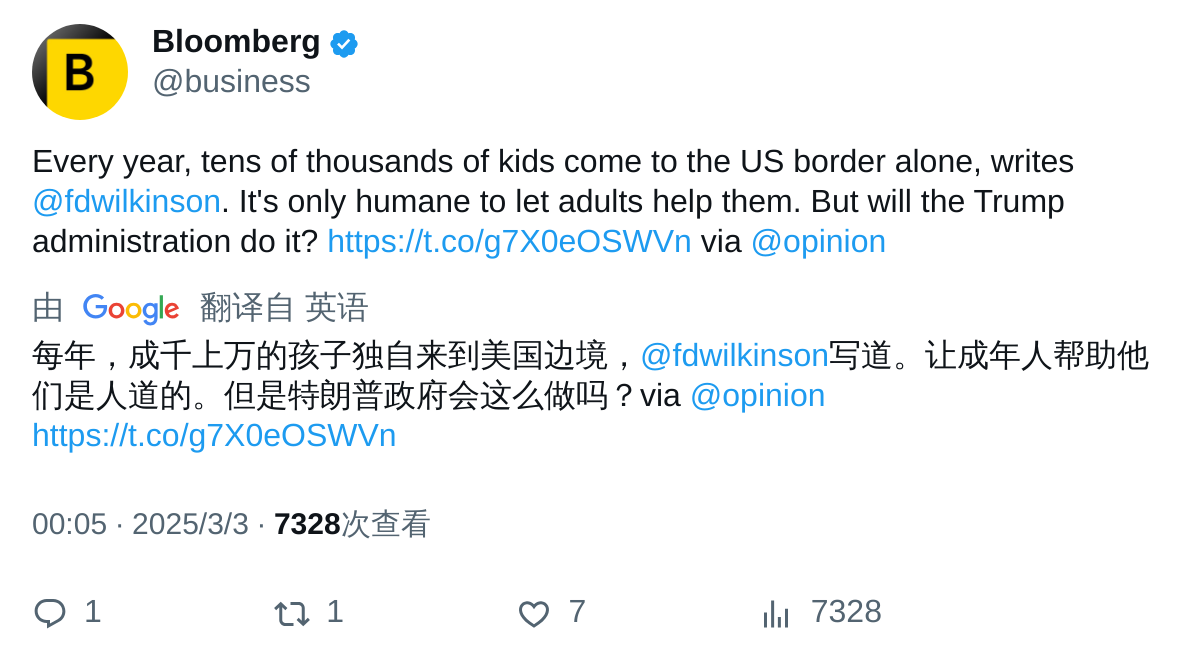 B
Bloomberg
@business
Every year, tens of thousands of kids come to the US border alone, writes
@fdwilkinson. It's only humane to let adults help them. But will the Trump
administration do it? https://t.co/g7X0eOSWVn via @opinion
由 Google 翻译自 英语
每年，成千上万的孩子独自来到美国边境，@fdwilkinson写道。让成年人帮助他
们是人道的。但是特朗普政府会这么做吗？via @opinion
https://t.co/g7X0eOSWVn
00:05 · 2025/3/3 · 7328次查看
1 1 7 7328